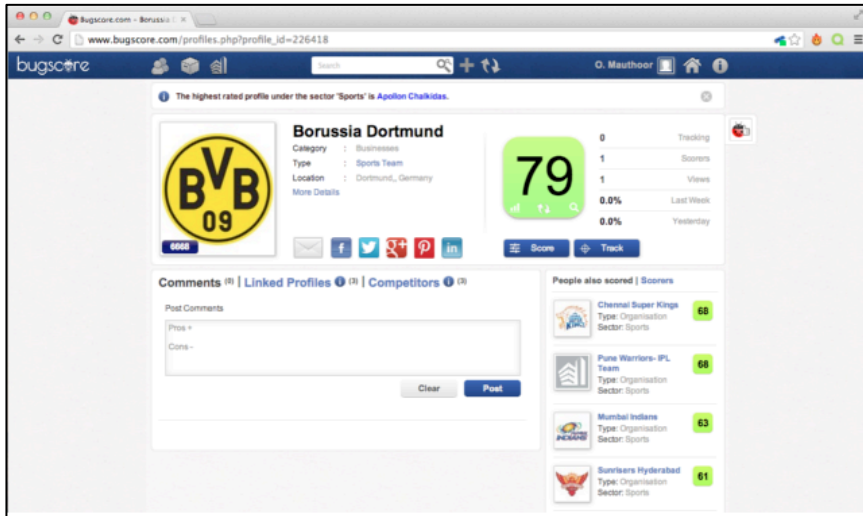 Bugscore.com - Borussia D
www.bugscore.com/profiles.php?profile_id=226418
bugscore
Search
O. Mauthoor
The highest rated profile under the sector 'Sports' is Apollon Chalkidas.
BVB
09
6668
Borussia Dortmund
Category : Businesses
Type : Sports Team
Location : Dortmund,, Germany
More Details
79
0 Tracking
1 Scorers
1 Views
0.0% Last Week
0.0% Yesterday
Score
Track
Comments (0) | Linked Profiles (3) | Competitors (3)
Post Comments
Pros +
Cons -
Clear
Post
People also scored | Scorers
Chennai Super Kings
Type: Organisation
Sector: Sports
68
Pune Warriors- IPL
Team
Type: Organisation
Sector: Sports
68
Mumbai Indians
Type: Organisation
Sector: Sports
63
Sunrisers Hyderabad
Type: Organisation
Sector: Sports
61